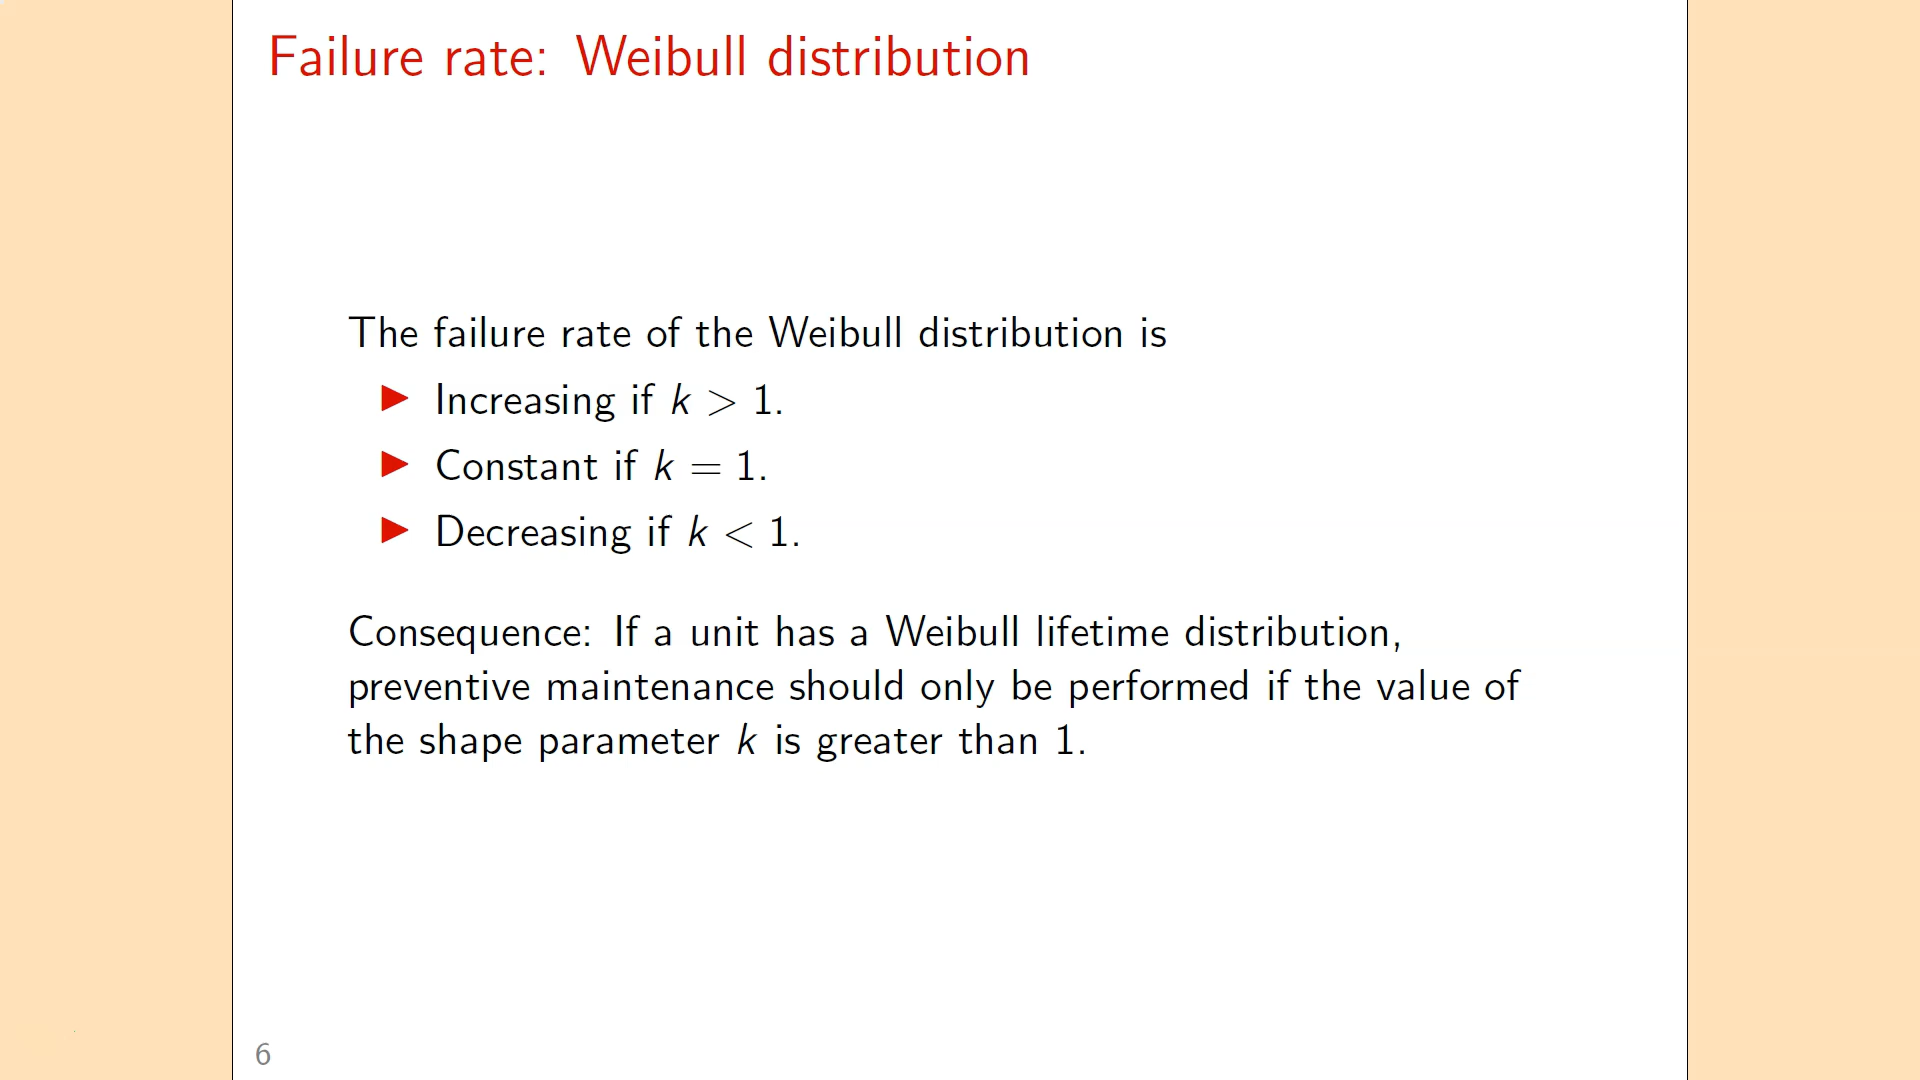 Failure rate: Weibull distribution
The failure rate of the Weibull distribution is
▶ Increasing if k > 1.
▶ Constant if k = 1.
▶ Decreasing if k < 1.
Consequence: If a unit has a Weibull lifetime distribution,
preventive maintenance should only be performed if the value of
the shape parameter k is greater than 1.
6